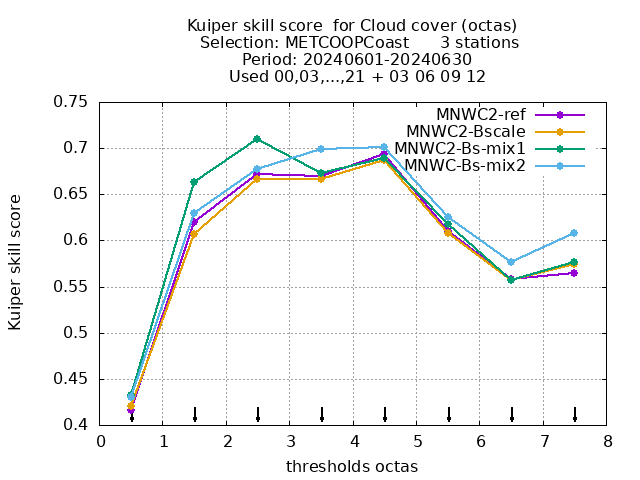 Kuiper skill score  for Cloud cover (octas)
Selection: METCOOPCoast      3 stations
Period: 20240601-20240630
Used 00,03,...,21 + 03 06 09 12
MNWC2-ref
MNWC2-Bscale
MNWC2-Bs-mix1
MNWC-Bs-mix2
Kuiper skill score
0.75
0.7
0.65
0.6
0.55
0.5
0.45
0.4
0 1 2 3 4 5 6 7 8
thresholds octas